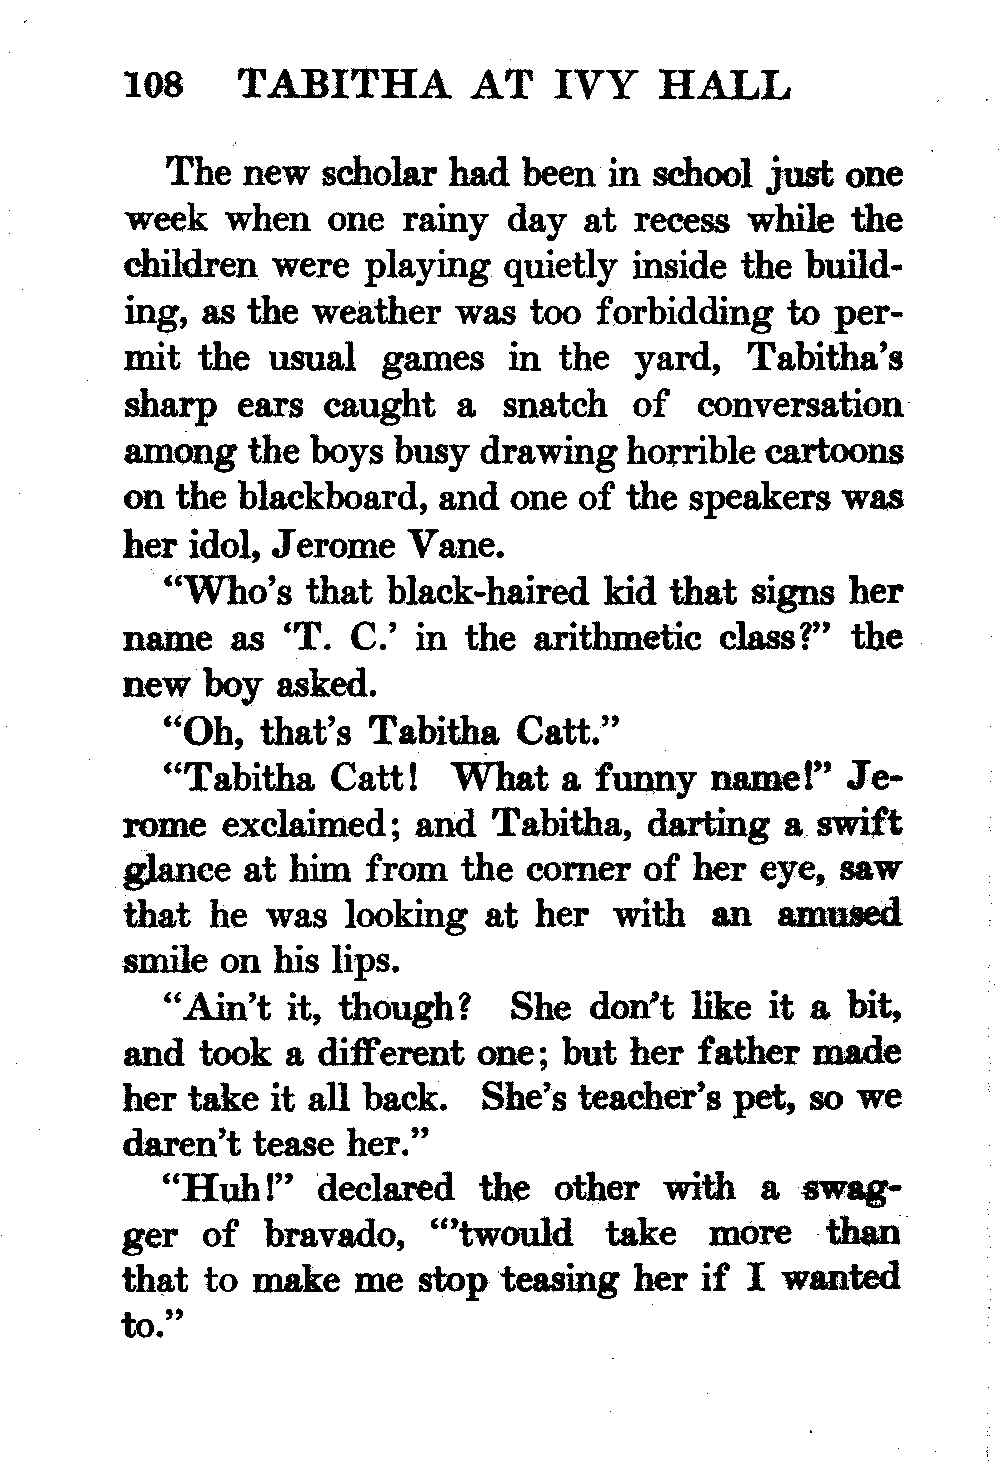 108 TABITHA AT IVY HALL
The new scholar had been in school just one
week when one rainy day at recess while the
children were playing quietly inside the build-
ing, as the weather was too forbidding to per-
mit the usual games in the yard, Tabitha's
sharp ears caught a snatch of conversation
among the boys busy drawing horrible cartoons
on the blackboard, and one of the speakers was
her idol, Jerome Vane.
“Who's that black-haired kid that signs her
name as ‘T. C.’ in the arithmetic class?” the
new boy asked.
“Oh, that's Tabitha Catt.”
“Tabitha Catt! What a funny name!” Je-
rome exclaimed; and Tabitha, darting a swift
glance at him from the corner of her eye, saw
that he was looking at her with an amused
smile on his lips.
“Ain't it, though? She don't like it a bit,
and took a different one; but her father made
her take it all back. She's teacher's pet, so we
daren't tease her.”
“Huh!” declared the other with a swag-
ger of bravado, “'twould take more than
that to make me stop teasing her if I wanted
to.”